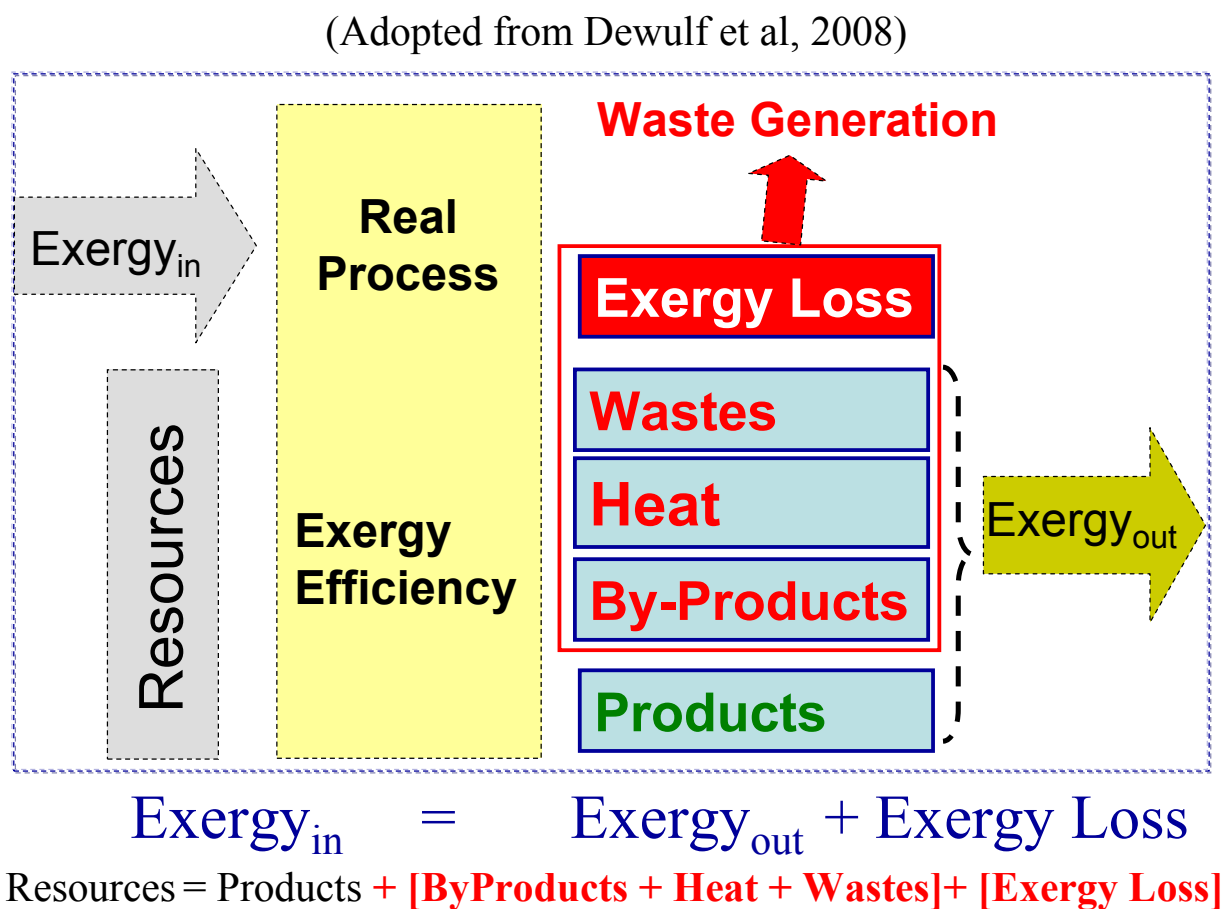 (Adopted from Dewulf et al, 2008)
Waste Generation
Exergyin
Real
Process
Exergy Loss
Resources
Wastes
Heat
Exergy
Efficiency
Exergyout
By-Products
Products
Exergyin = Exergyout + Exergy Loss
Resources = Products + [ByProducts + Heat + Wastes]+ [Exergy Loss]